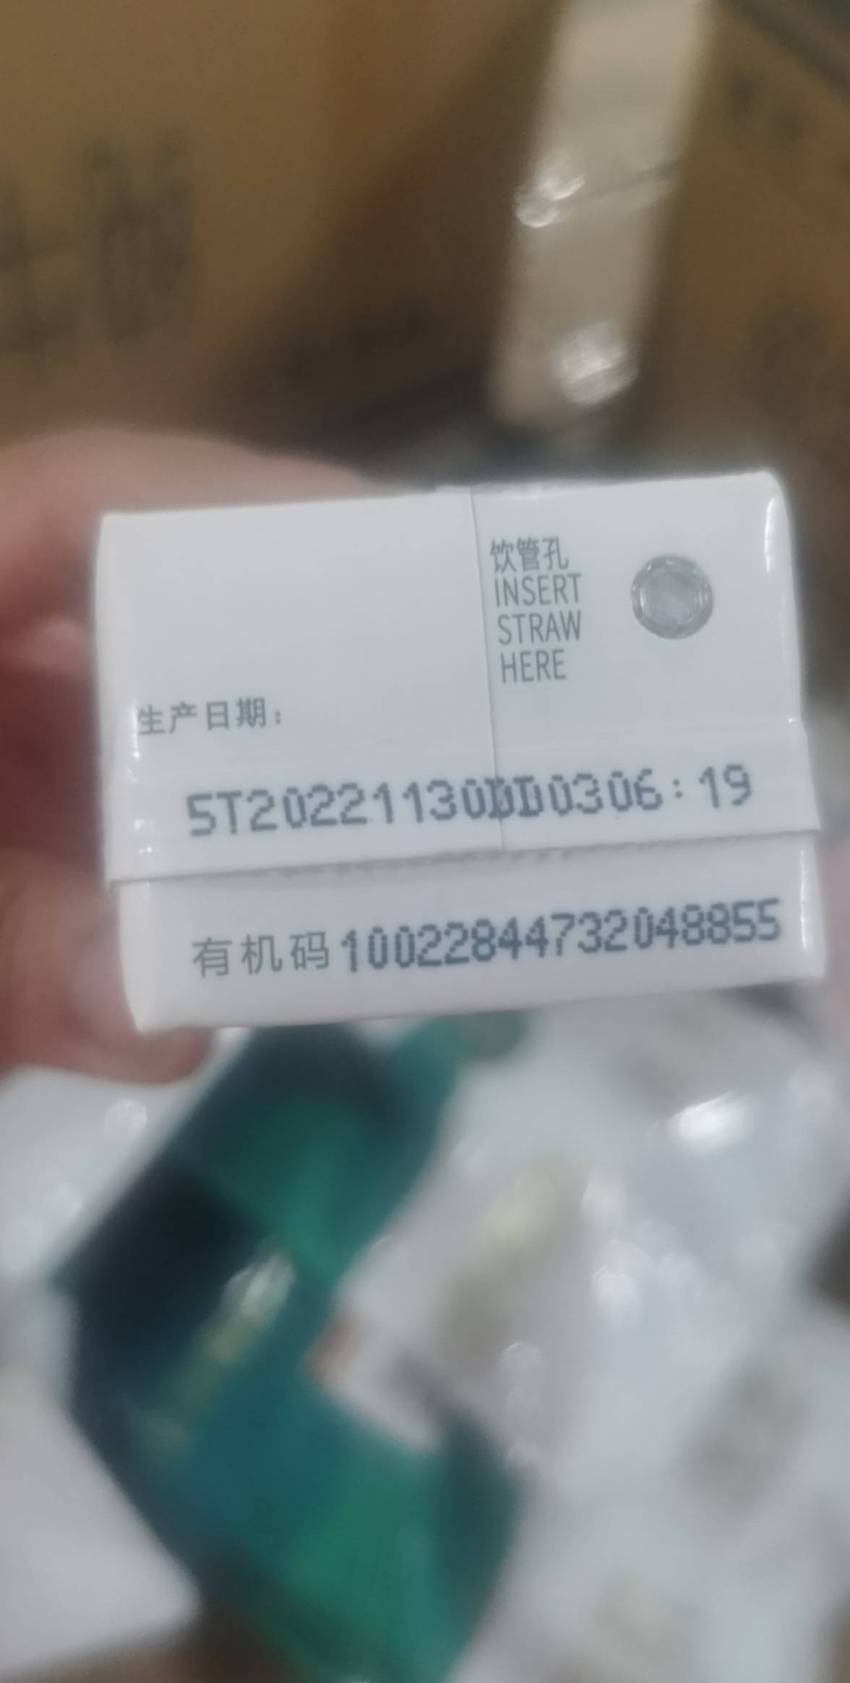 饮管孔
INSERT
STRAW
HERE
生产日期：
5T20221130DD0306:19
有机码10022844732048855